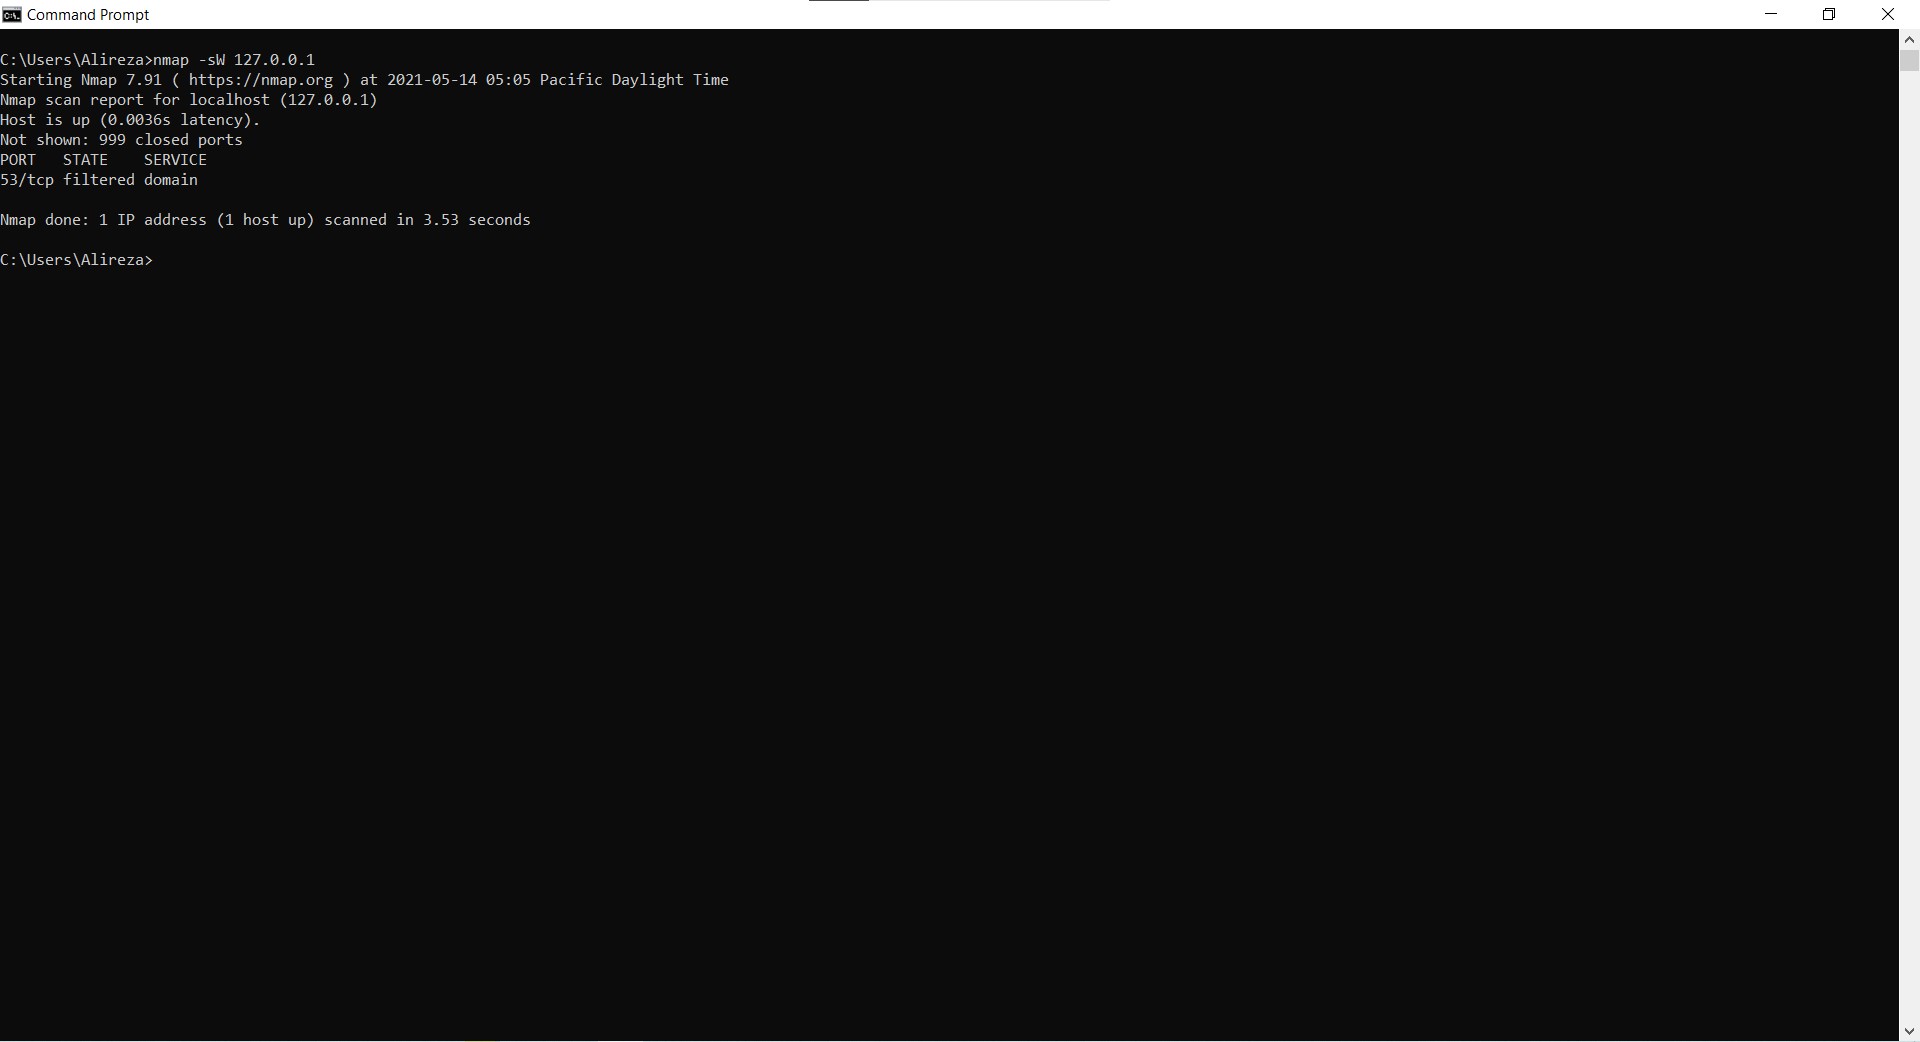 Command Prompt
C:\Users\Alireza>nmap -sW 127.0.0.1
Starting Nmap 7.91 ( https://nmap.org ) at 2021-05-14 05:05 Pacific Daylight Time
Nmap scan report for localhost (127.0.0.1)
Host is up (0.0036s latency).
Not shown: 999 closed ports
PORT   STATE    SERVICE
53/tcp filtered domain
Nmap done: 1 IP address (1 host up) scanned in 3.53 seconds
C:\Users\Alireza>